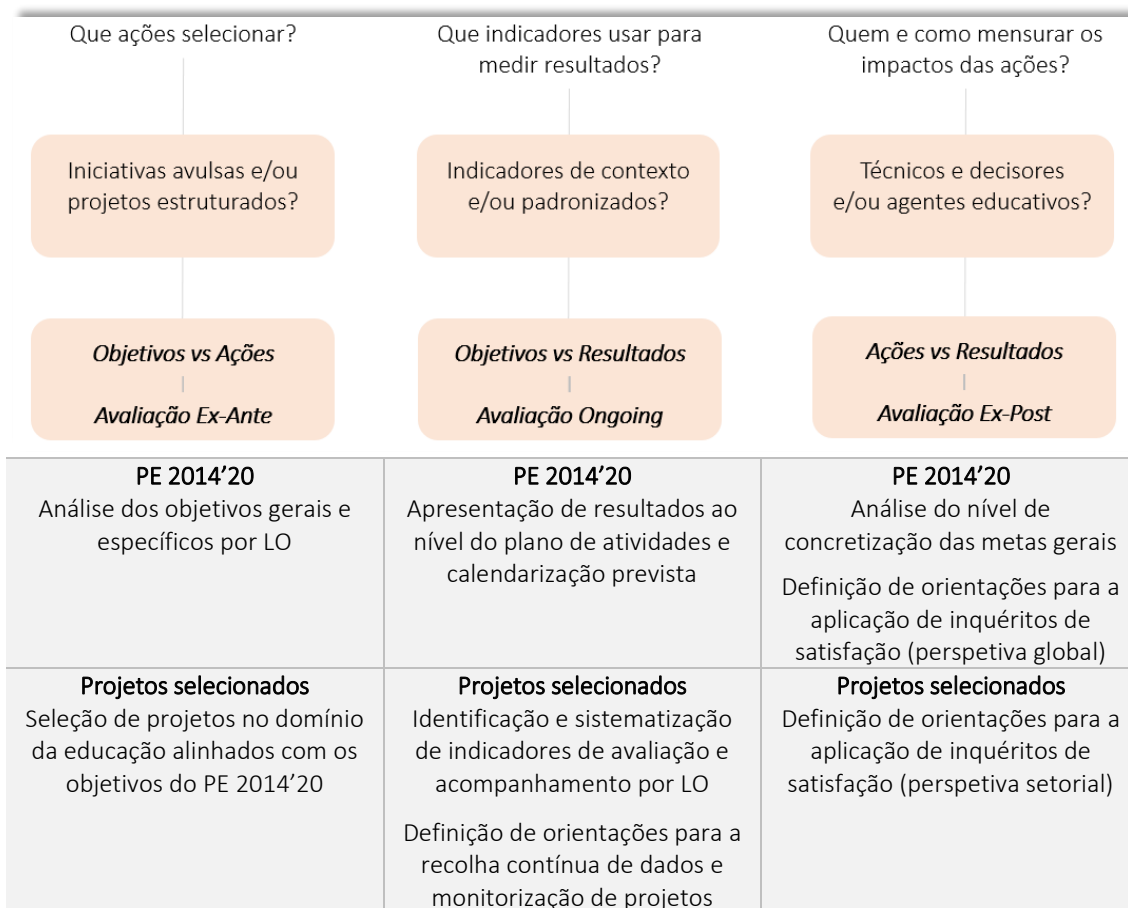 Que ações selecionar?
Iniciativas avulsas e/ou
projetos estruturados?
Objetivos vs Ações
Avaliação Ex-Ante
Que indicadores usar para
medir resultados?
Indicadores de contexto
e/ou padronizados?
Objetivos vs Resultados
Avaliação Ongoing
Quem e como mensurar os
impactos das ações?
Técnicos e decisores
e/ou agentes educativos?
Ações vs Resultados
Avaliação Ex-Post
PE 2014’20
Análise dos objetivos gerais e
específicos por LO
PE 2014’20
Apresentação de resultados ao
nível do plano de atividades e
calendarização prevista
PE 2014’20
Análise do nível de
concretização das metas gerais
Definição de orientações para a
aplicação de inquéritos de
satisfação (perspetiva global)
Projetos selecionados
Seleção de projetos no domínio
da educação alinhados com os
objetivos do PE 2014’20
Projetos selecionados
Identificação e sistematização
de indicadores de avaliação e
acompanhamento por LO
Definição de orientações para a
recolha contínua de dados e
monitorização de projetos
Projetos selecionados
Definição de orientações para a
aplicação de inquéritos de
satisfação (perspetiva setorial)